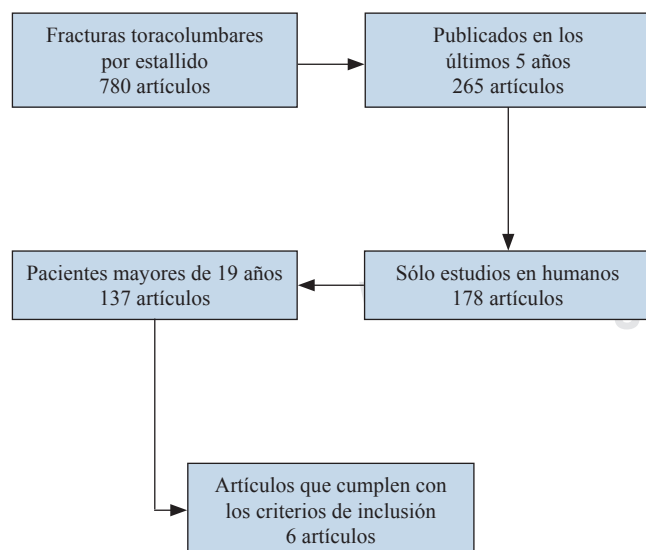 Fracturas toracolumbares
por estallido
780 artículos
Publicados en los
últimos 5 años
265 artículos
Sólo estudios en humanos
178 artículos
Pacientes mayores de 19 años
137 artículos
Artículos que cumplen con
los criterios de inclusión
6 artículos